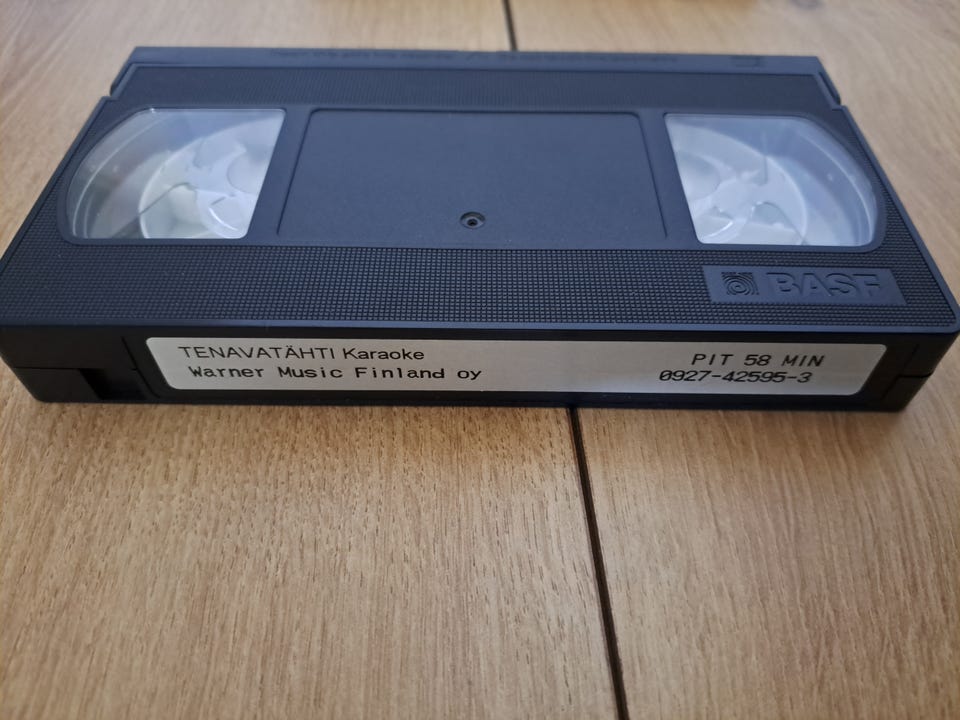 BASF
TENAVATÄHTI Karaoke
Warner Music Finland oy
PIT 58 MIN
0927-42595-3